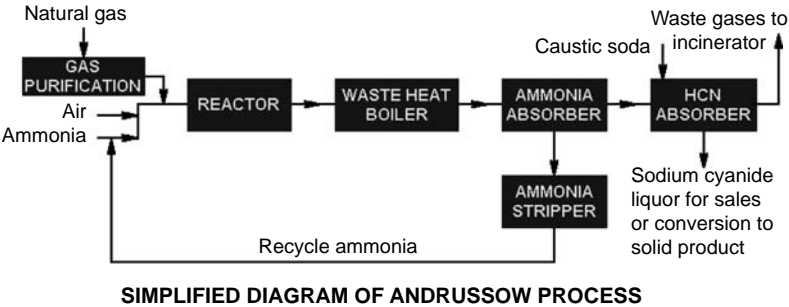 Natural gas
Waste gases to
incinerator
Caustic soda
GAS
PURIFICATION
Air
Ammonia
REACTOR
WASTE HEAT
BOILER
AMMONIA
ABSORBER
HCN
ABSORBER
AMMONIA
STRIPPER
Sodium cyanide
liquor for sales
or conversion to
solid product
Recycle ammonia
SIMPLIFIED DIAGRAM OF ANDRUSSOW PROCESS